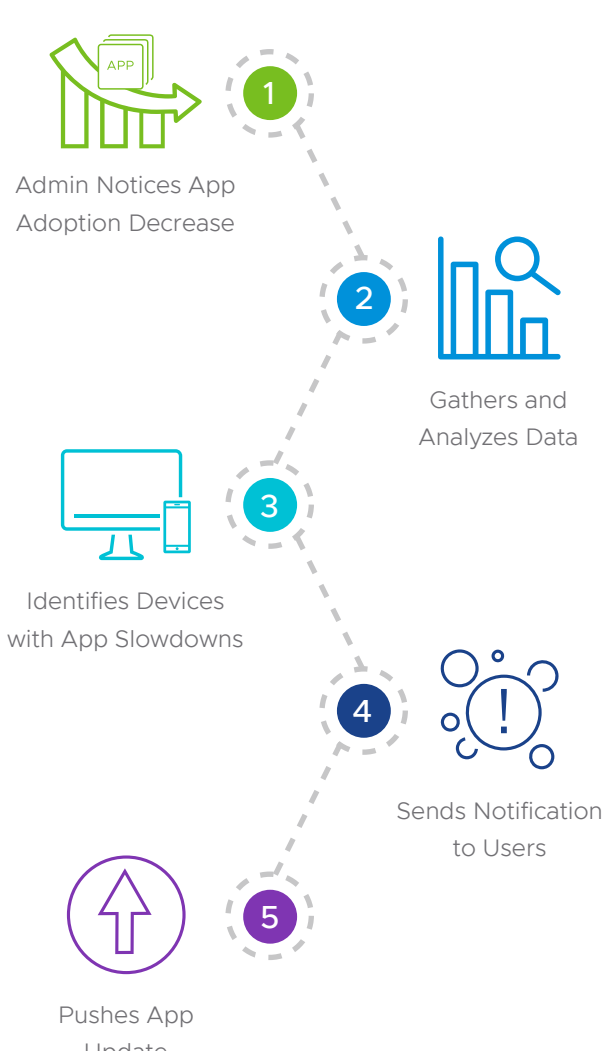 APP
1
Admin Notices App
Adoption Decrease
2
Gathers and
Analyzes Data
3
Identifies Devices
with App Slowdowns
4
!
Sends Notification
to Users
5
Pushes App
Update